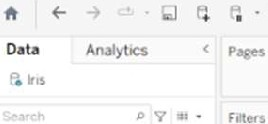 Data Analytics Pages
Iris
Search
Filters